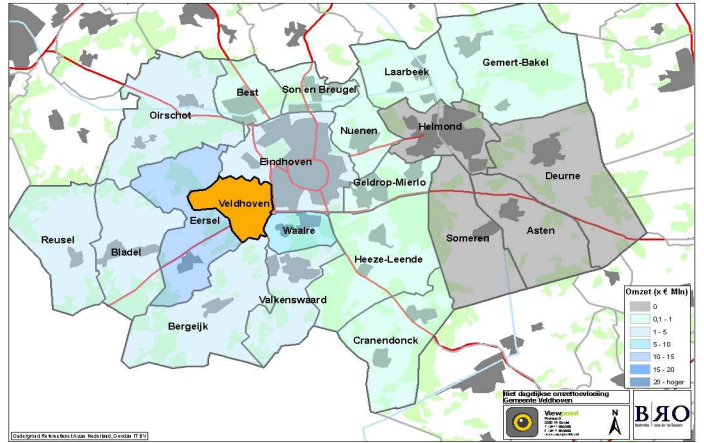 Gemert-Bakel
Laarbeek
Son en Breugel
Best
Oirschot
Nuenen
Helmond
Eindhoven
Deurne
Geldrop-Mierlo
Veldhoven
Eersel
Waalre
Asten
Someren
Reusel
Bladel
Heeze-Leende
Valkenswaard
Bergeijk
Cranendonck
Omzet (x € Mln)
0
0,1 - 1
1 - 5
5 - 10
10 - 15
15 - 20
20 - hoger
Niet dagelijkse omzettoevloeiing
Gemeente Veldhoven
Viewpoint
N
BRO